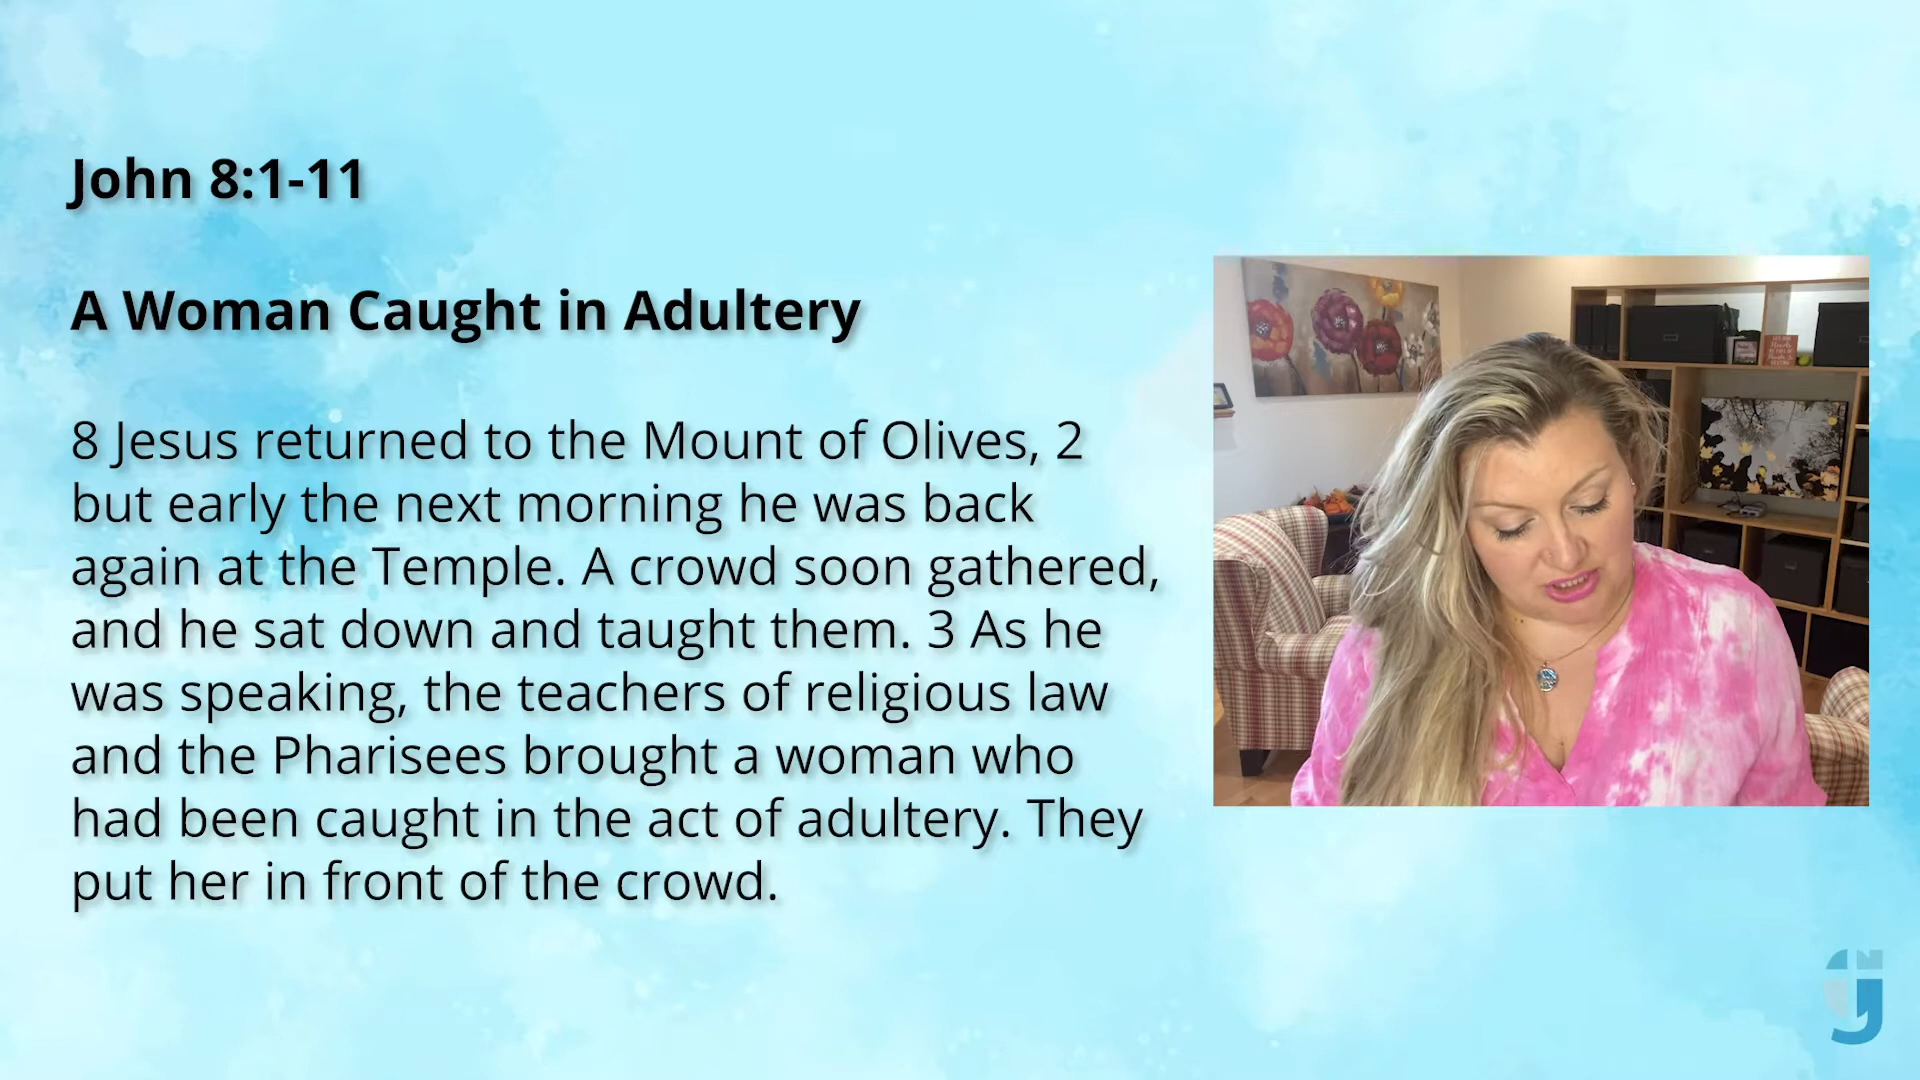 John 8:1-11
A Woman Caught in Adultery
8 Jesus returned to the Mount of Olives, 2
but early the next morning he was back
again at the Temple. A crowd soon gathered,
and he sat down and taught them. 3 As he
was speaking, the teachers of religious law
and the Pharisees brought a woman who
had been caught in the act of adultery. They
put her in front of the crowd.